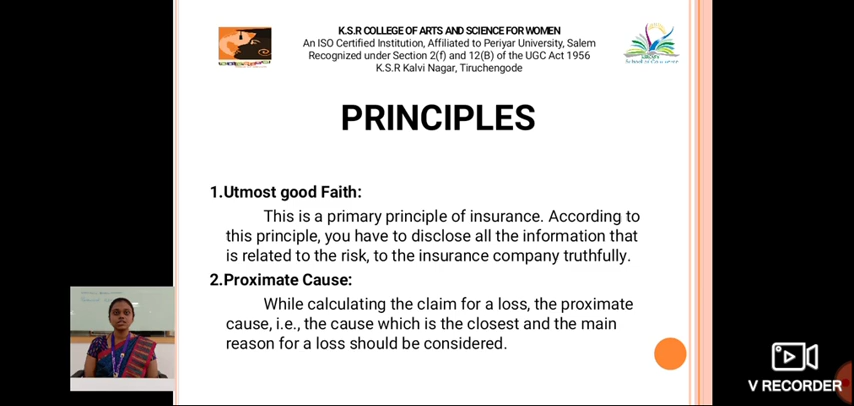 K.S.R COLLEGE OF ARTS AND SCIENCE FOR WOMEN
An ISO Certified Institution, Affiliated to Periyar University, Salem
Recognized under Section 2(f) and 12(B) of the UGC Act 1956
K.S.R Kalvi Nagar, Tiruchengode
PRINCIPLES
1.Utmost good Faith:
This is a primary principle of insurance. According to
this principle, you have to disclose all the information that
is related to the risk, to the insurance company truthfully.
2.Proximate Cause:
While calculating the claim for a loss, the proximate
cause, i.e., the cause which is the closest and the main
reason for a loss should be considered.
V RECORDER